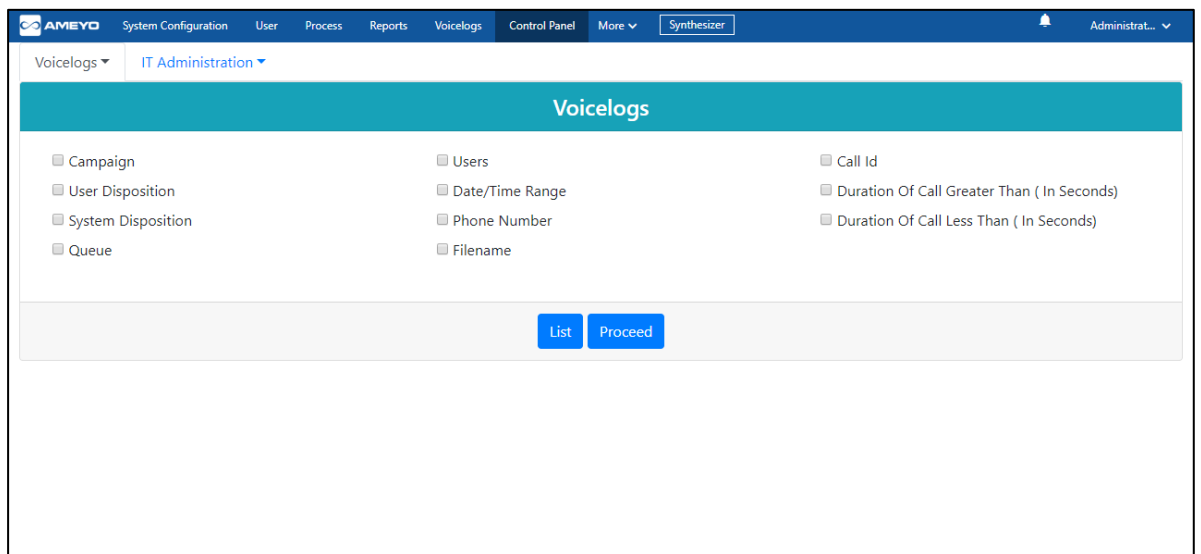 AMEYO System Configuration User Process Reports Voicelogs Control Panel More Synthesizer Administrat...
Voicelogs IT Administration
Voicelogs
Campaign Users Call Id
User Disposition Date/Time Range Duration Of Call Greater Than ( In Seconds)
System Disposition Phone Number Duration Of Call Less Than ( In Seconds)
Queue Filename
List Proceed